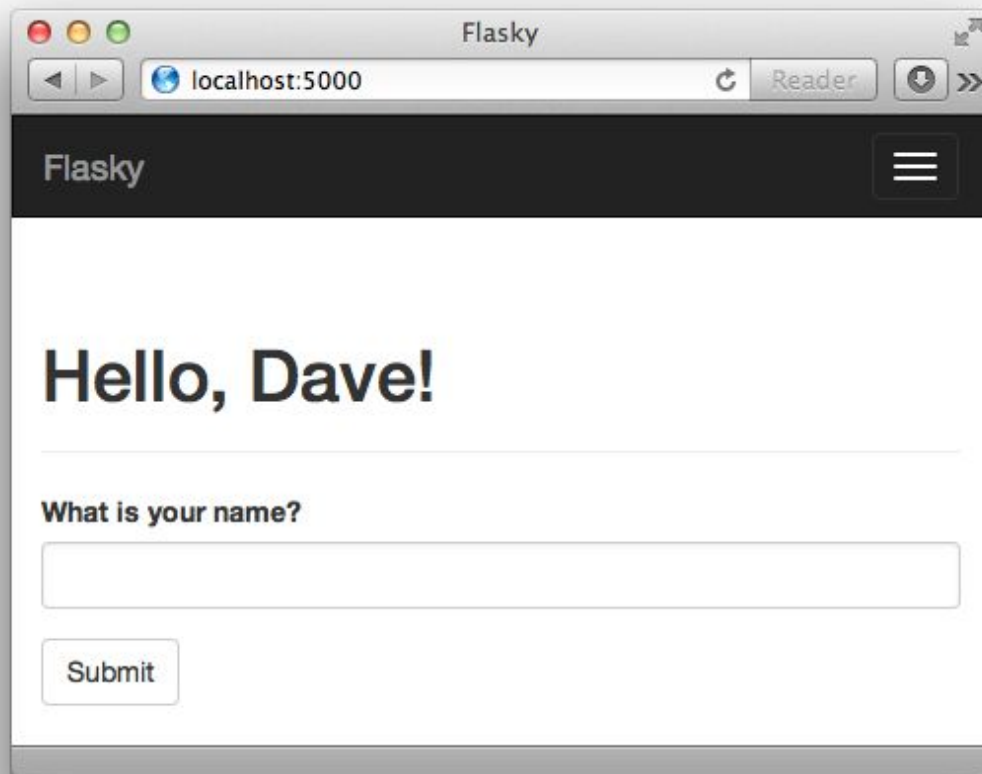 Flasky
localhost:5000 Reader
Flasky
Hello, Dave!
What is your name?
Submit